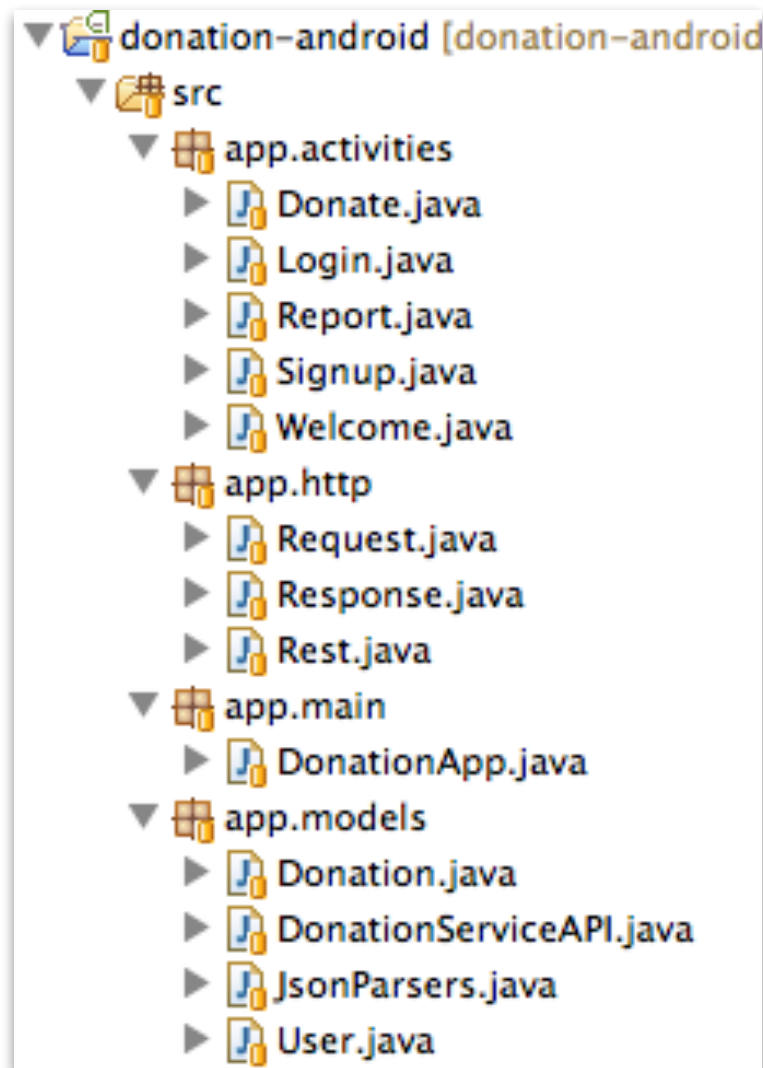 donation-android [donation-android
src
app.activities
Donate.java
Login.java
Report.java
Signup.java
Welcome.java
app.http
Request.java
Response.java
Rest.java
app.main
DonationApp.java
app.models
Donation.java
DonationServiceAPI.java
JsonParsers.java
User.java